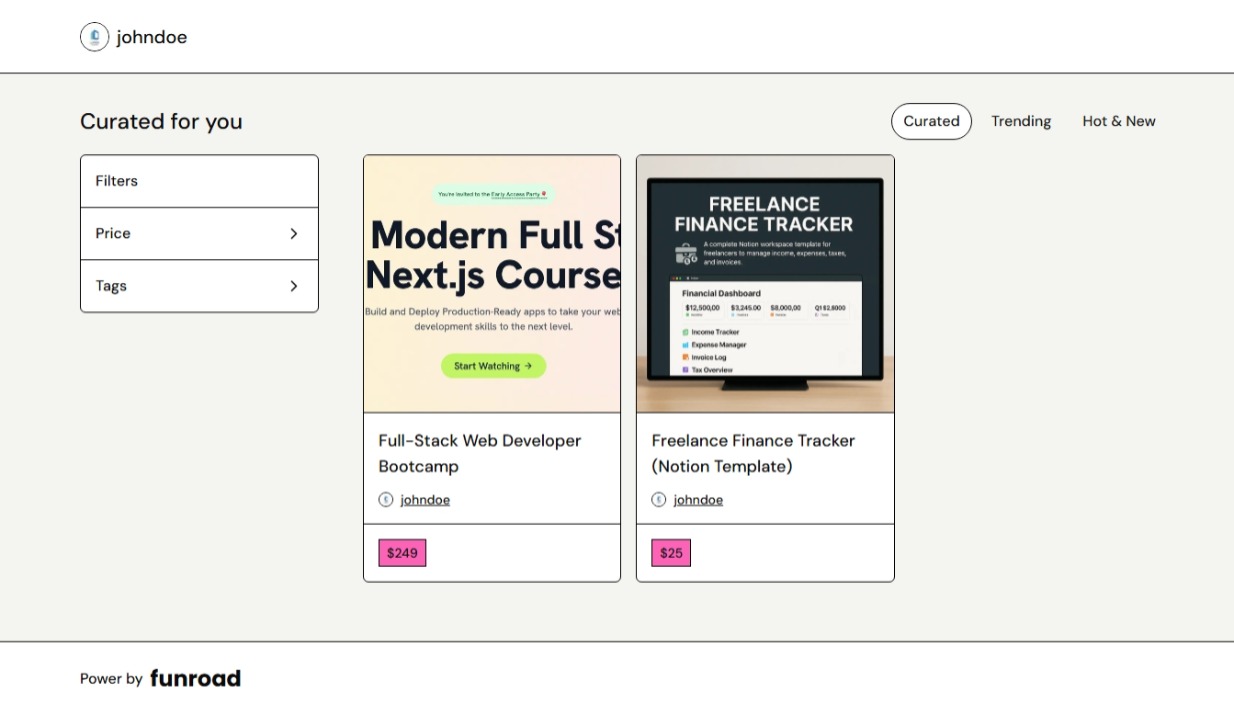 johndoe
Curated for you
Curated
Trending
Hot & New
Filters
Price
Tags
You're invited to the Early Access Party
Modern Full St
Next.js Course
Build and Deploy Production-Ready apps to take your web
development skills to the next level.
Start Watching →
Full-Stack Web Developer
Bootcamp
johndoe
$249
FREELANCE
FINANCE TRACKER
A complete Notion workspace template for
freelancers to manage income, expenses, taxes,
and invoices.
Financial Dashboard
$12,500,00 $3,245.00 $8.000,00
Income Tracker
Expense Manager
Invoice Log
Tax Overview
Freelance Finance Tracker
(Notion Template)
johndoe
$25
Power by funroad